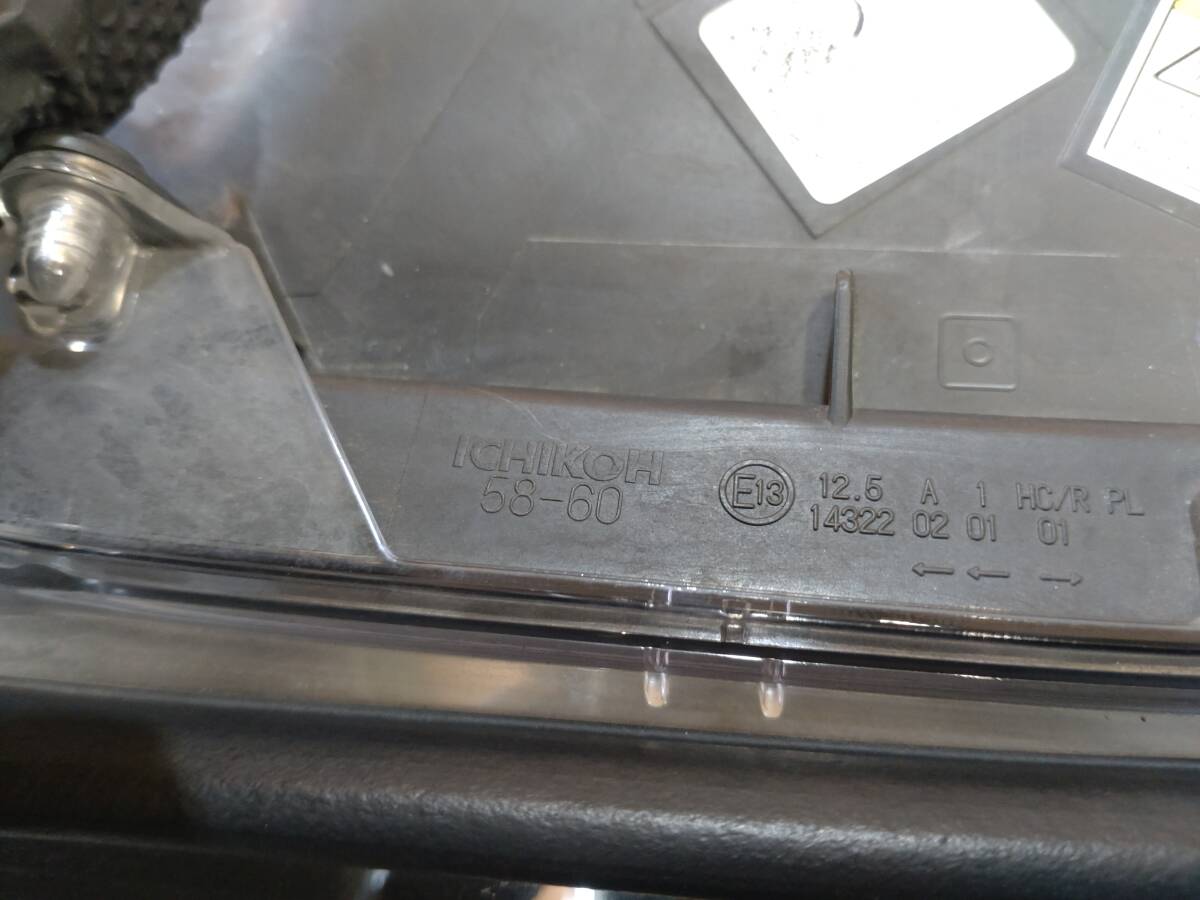 ICHIKOH
58-60
E13
12.5 A 1 HC/R PL
14322 02 01 01
← ← →